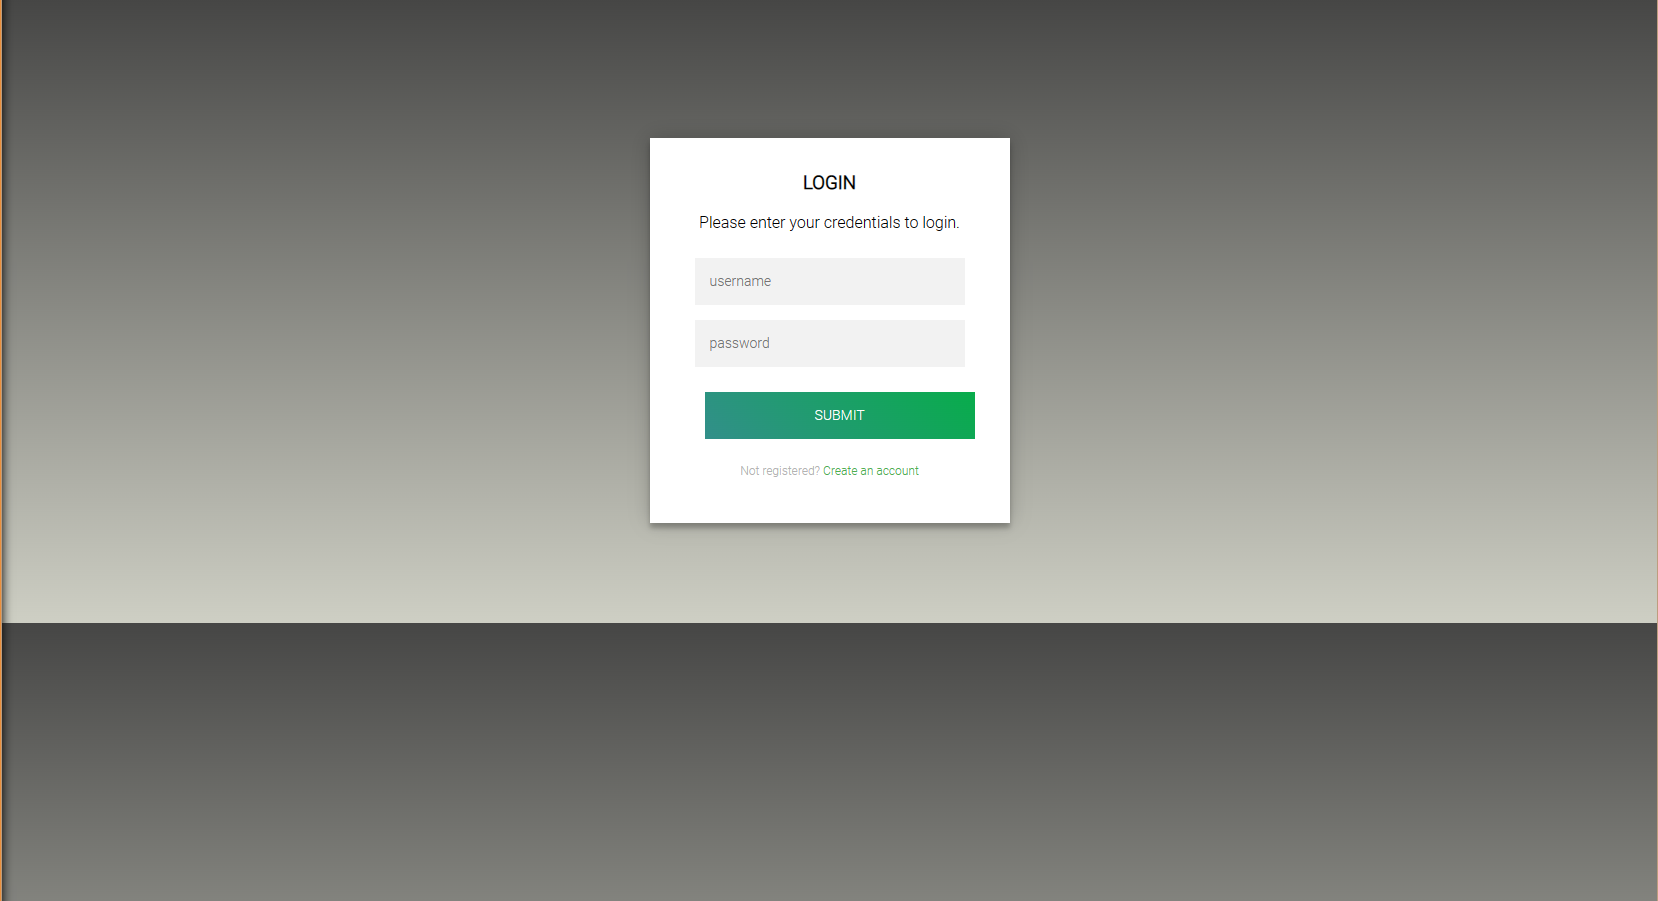 LOGIN
Please enter your credentials to login.
username
password
SUBMIT
Not registered? Create an account